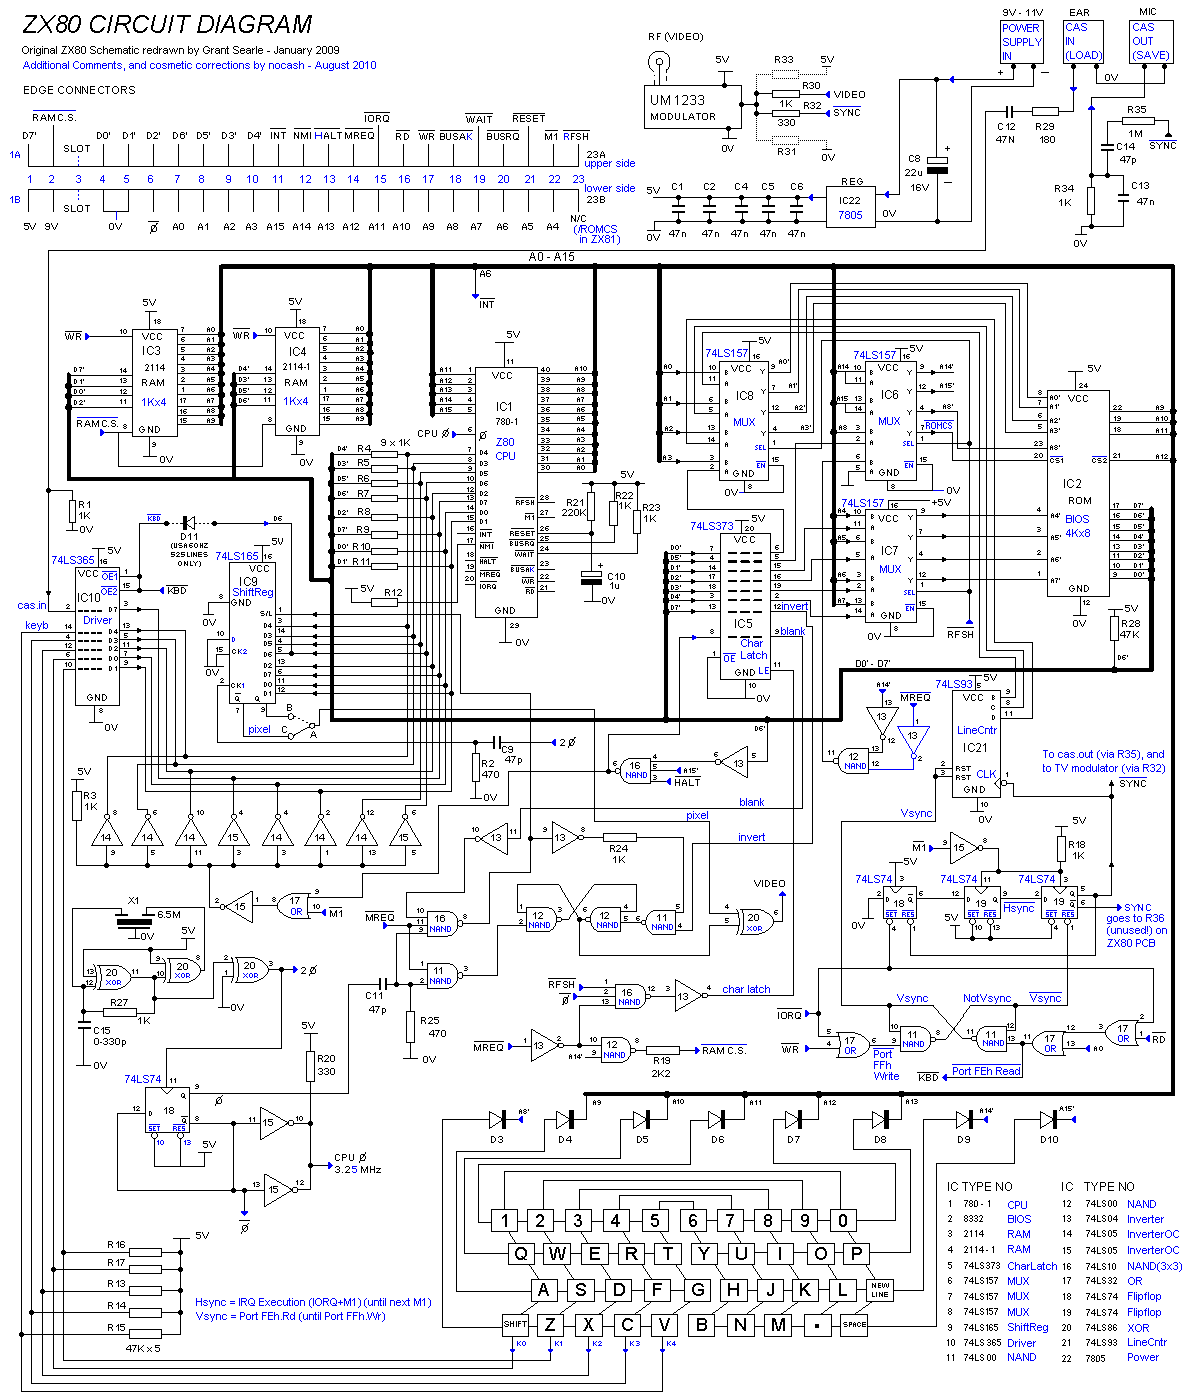 ZX80 CIRCUIT DIAGRAM
Original ZX80 Schematic redrawn by Grant Searle - January 2009
Additional Comments, and cosmetic corrections by nocash - August 2010
EDGE CONNECTORS
RAM C.S.
IORQ
WAIT
RESET
D7' SLOT D0' D1' D2' D6' D5' D3' D4' INT NMI HALT MREQ RD WR BUSAK BUSRQ M1 RFSH
1A
23A
upper side
1 2 3 4 5 6 7 8 9 10 11 12 13 14 15 16 17 18 19 20 21 22 23
lower side
1B
23B
SLOT
5V 9V 0V Ø A0 A1 A2 A3 A15 A14 A13 A12 A11 A10 A9 A8 A7 A6 A5 A4
N/C
(/ROMCS
in ZX81)
RF (VIDEO)
UM1233
MODULATOR
5V
0V
R33
5V
R30
1K
VIDEO
R32
330
SYNC
R31
0V
9V - 11V
POWER
SUPPLY
IN
+ −
EAR
CAS
IN
(LOAD)
MIC
CAS
OUT
(SAVE)
0V
C12
47N
R29
180
R35
1M
SYNC
C14
47p
R34
1K
C13
47n
0V
C8
22u
16V
REG
IC22
7805
0V
5V C1 C2 C4 C5 C6
0V 47n 47n 47n 47n 47n
A0 - A15
A6
INT
5V
WR
VCC
IC3
2114
RAM
1Kx4
GND
0V
RAM C.S.
5V
WR
VCC
IC4
2114-1
RAM
1Kx4
GND
0V
5V
VCC
IC1
780-1
Z80
CPU
GND
0V
CPU Ø
9 x 1K
R4
R5
R6
R7
R8
R9
R10
R11
R12
5V
RFSH
M1
RESET
BUSRQ
WAIT
BUSAK
WR
RD
INT
NMI
HALT
MREQ
IORQ
R21
220K
R22
1K
R23
1K
5V
C10
1u
0V
74LS157
5V
VCC
IC8
MUX
GND
0V
74LS157
5V
VCC
IC6
MUX
GND
0V
ROMCS
74LS157
+5V
VCC
IC7
MUX
GND
0V
RFSH
5V
VCC
IC2
ROM
BIOS
4Kx8
GND
0V
CS1
CS2
5V
R28
47K
D6'
74LS373
5V
VCC
IC5
Char
Latch
OE
GND
LE
0V
0V
invert
blank
D0' - D7'
R1
1K
0V
KBD
D11
(USA 60HZ
525 LINES
ONLY)
D6
74LS365
5V
VCC
OE1
OE2
IC10
Driver
GND
0V
KBD
cas.in
keyb
74LS165
5V
VCC
IC9
ShiftReg
GND
S/L
CK2
CK1
0V
0V
pixel
B
C
A
R2
470
0V
C9
47p
2 Ø
5V
R3
1K
14 14 14 15 14 14 14 15
15
17
OR
M1
16
NAND
A15'
HALT
13
D6'
blank
pixel
invert
13
13
R24
1K
MREQ
16
NAND
11
NAND
12
NAND
12
NAND
11
NAND
20
XOR
VIDEO
C11
47p
R25
470
0V
RFSH
Ø
16
NAND
13
char latch
MREQ
13
A14'
12
NAND
R19
2K2
RAM C.S.
A14'
MREQ
13
13
12
NAND
74LS93
5V
VCC
LineCntr
IC21
RST
RST
CLK
GND
0V
Vsync
To cas.out (via R35), and
to TV modulator (via R32)
SYNC
M1
15
5V
R18
1K
74LS74
74LS74
74LS74
5V
0V
18
SET RES
19
SET RES
19
SET RES
Hsync
5V
SYNC
goes to R36
(unused!) on
ZX80 PCB
IORQ
WR
17
OR
Port
FFh
Write
Vsync
NotVsync
Vsync
11
NAND
11
NAND
17
OR
17
OR
RD
A0
KBD
Port FEh Read
X1
6.5M
0V
5V
20
XOR
20
XOR
20
XOR
2 Ø
0V
R27
1K
C15
0-330p
0V
74LS74
18
SET RES
5V
Ø
5V
R20
330
15
15
CPU Ø
3.25 MHz
Ø
5V
R16
R17
R13
R14
R15
47K x 5
Hsync = IRQ Execution (IORQ+M1) (until next M1)
Vsync = Port FEh.Rd (until Port FFh.Wr)
A8' A9 A10 A11 A12 A13 A14' A15'
D3 D4 D5 D6 D7 D8 D9 D10
1 2 3 4 5 6 7 8 9 0
Q W E R T Y U I O P
A S D F G H J K L NEW LINE
SHIFT Z X C V B N M . SPACE
K0 K1 K2 K3 K4
IC TYPE NO IC TYPE NO
1 780-1 CPU 12 74LS00 NAND
2 8332 BIOS 13 74LS04 Inverter
3 2114 RAM 14 74LS05 InverterOC
4 2114-1 RAM 15 74LS05 InverterOC
5 74LS373 CharLatch 16 74LS10 NAND(3x3)
6 74LS157 MUX 17 74LS32 OR
7 74LS157 MUX 18 74LS74 Flipflop
8 74LS157 MUX 19 74LS74 Flipflop
9 74LS165 ShiftReg 20 74LS86 XOR
10 74LS365 Driver 21 74LS93 LineCntr
11 74LS00 NAND 22 7805 Power